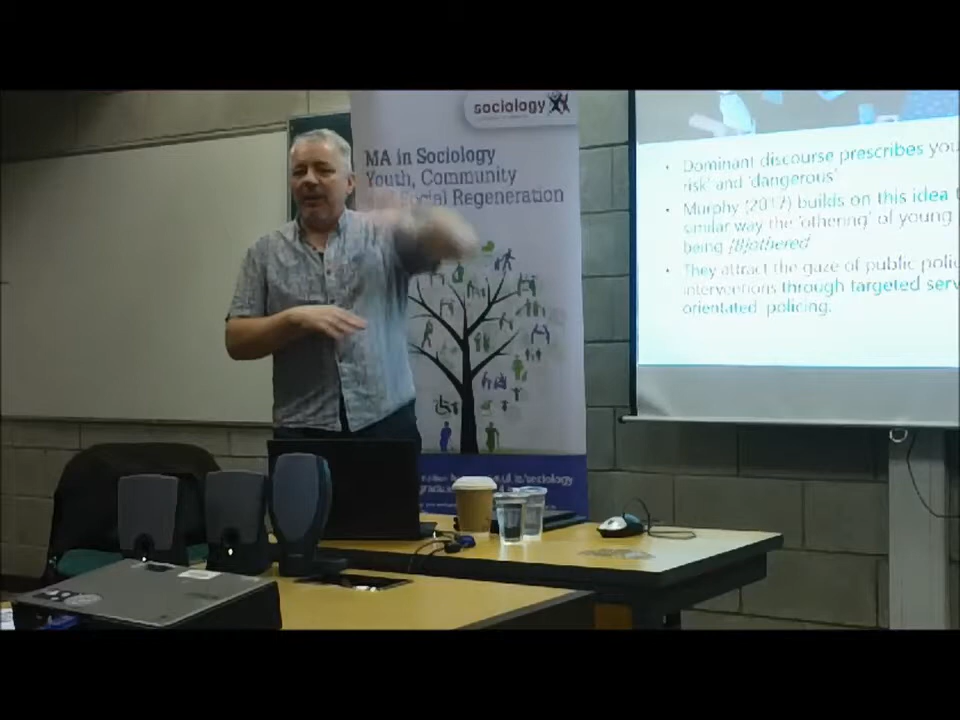 sociology
MA in Sociology
Youth, Community
Social Regeneration
• Dominant discourse prescribes you
risk' and 'dangerous'
• Murphy (2017) builds on this idea t
similar way the 'othering' of young
being [B]othered
• They attract the gaze of public poli
interventions through targeted serv
orientated policing.